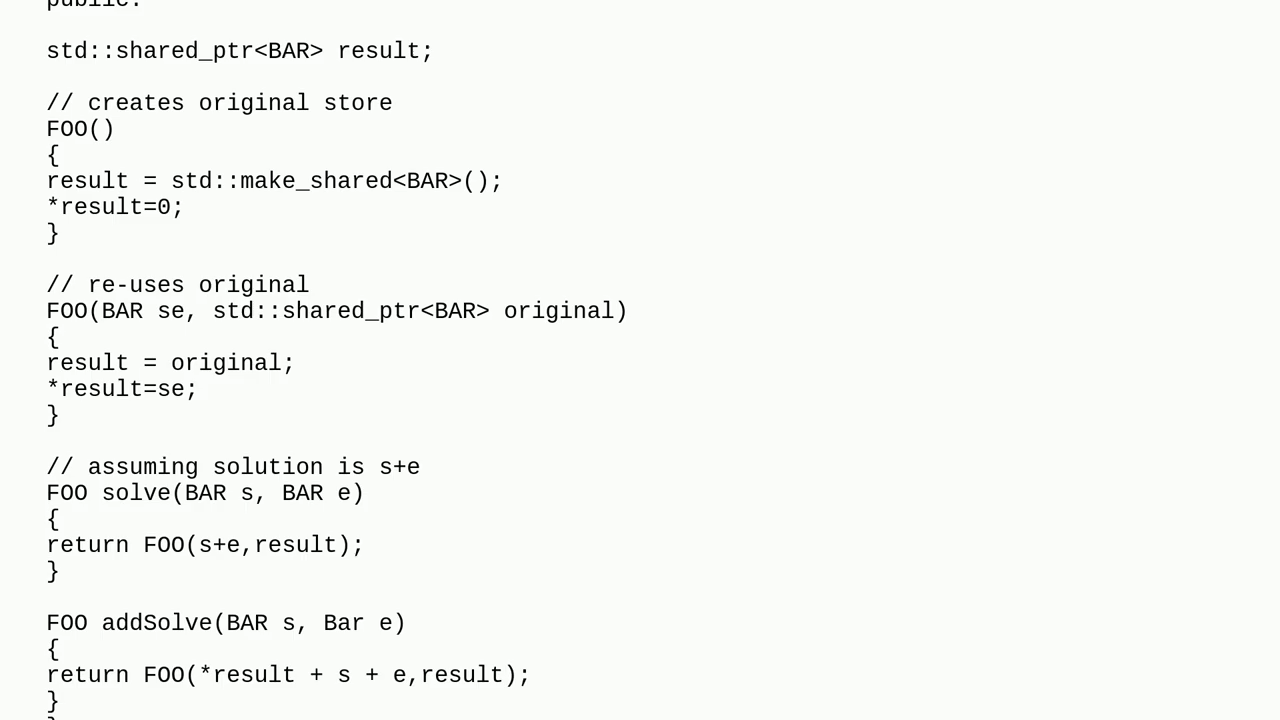 public:
std::shared_ptr<BAR> result;
// creates original store
FOO()
{
result = std::make_shared<BAR>();
*result=0;
}
// re-uses original
FOO(BAR se, std::shared_ptr<BAR> original)
{
result = original;
*result=se;
}
// assuming solution is s+e
FOO solve(BAR s, BAR e)
{
return FOO(s+e,result);
}
FOO addSolve(BAR s, Bar e)
{
return FOO(*result + s + e,result);
}
}